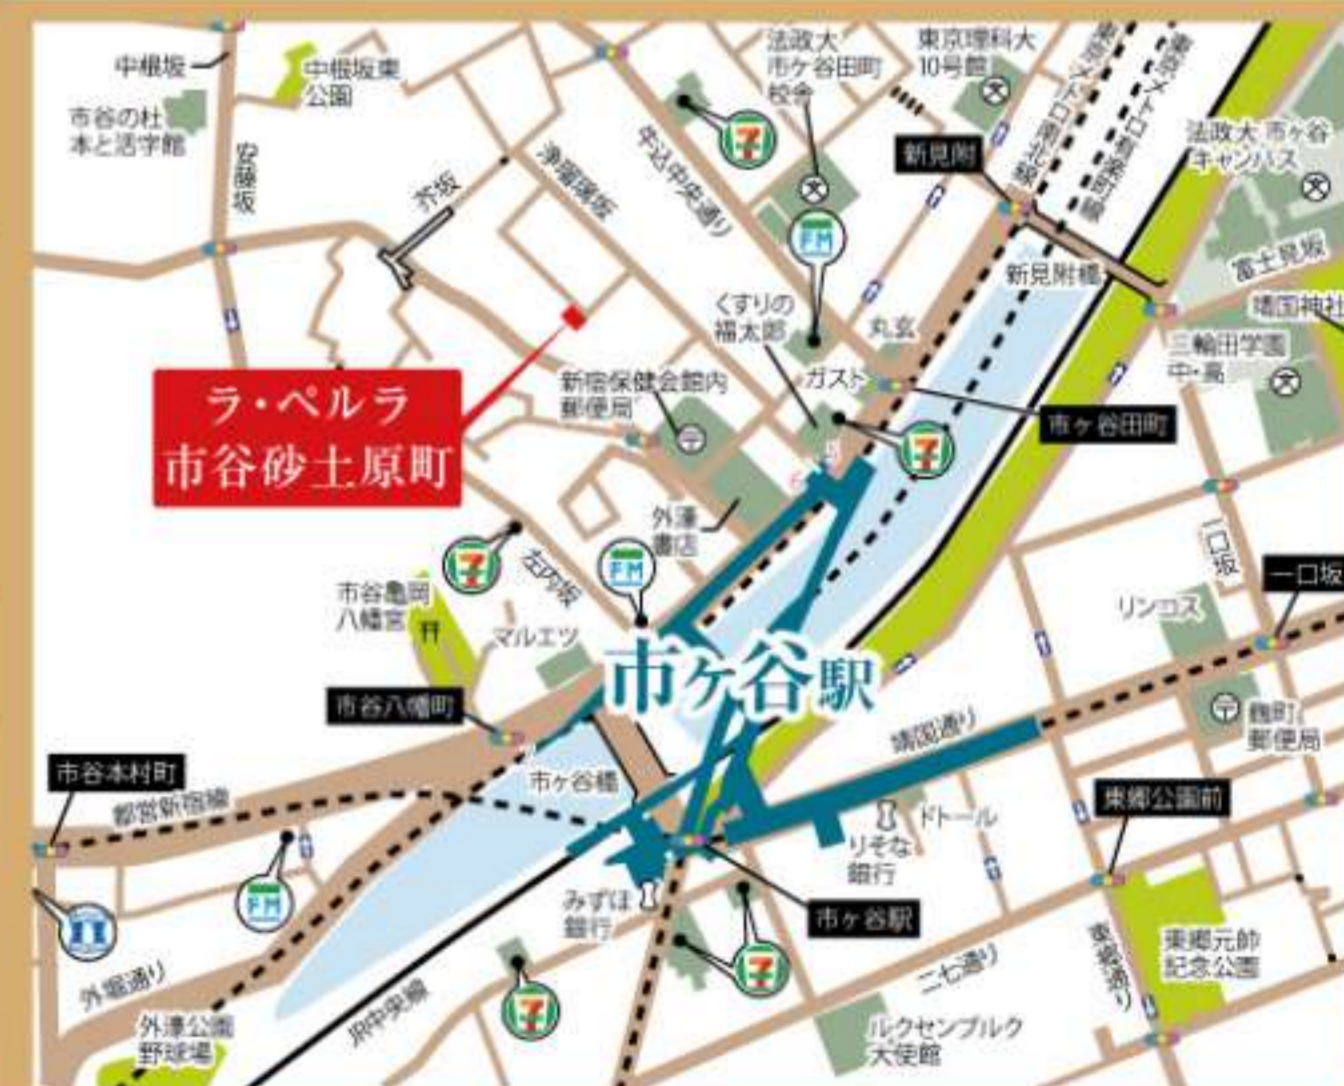 中根坂
中根坂東
公園
市谷の杜
本と活字館
安藤坂
芥坂
浄瑠璃坂
牛込中央通り
法政大
市ケ谷田町
校舎
東京理科大
10号館
新見附
東京メトロ南北線
東京メトロ有楽町線
法政大 市ヶ谷
キャンパス
富士見坂
靖国神社
新見附橋
三輪田学園
中・高
くすりの
福太郎
丸玄
ガスト
市ヶ谷田町
FM
新宿保健会館内
郵便局
ラ・ペルラ
市谷砂土原町
5
6
外濠
書店
左内坂
FM
市谷亀岡
八幡宮
マルエツ
市ヶ谷駅
一口坂
一口坂
リンコス
麹町
郵便局
市谷八幡町
市谷本村町
都営新宿線
市ヶ谷橋
靖国通り
東郷公園前
ドトール
りそな
銀行
みずほ
銀行
市ヶ谷駅
FM
外堀通り
外濠公園
野球場
JR中央線
二七通り
東郷通り
東郷元帥
記念公園
ルクセンブルク
大使館